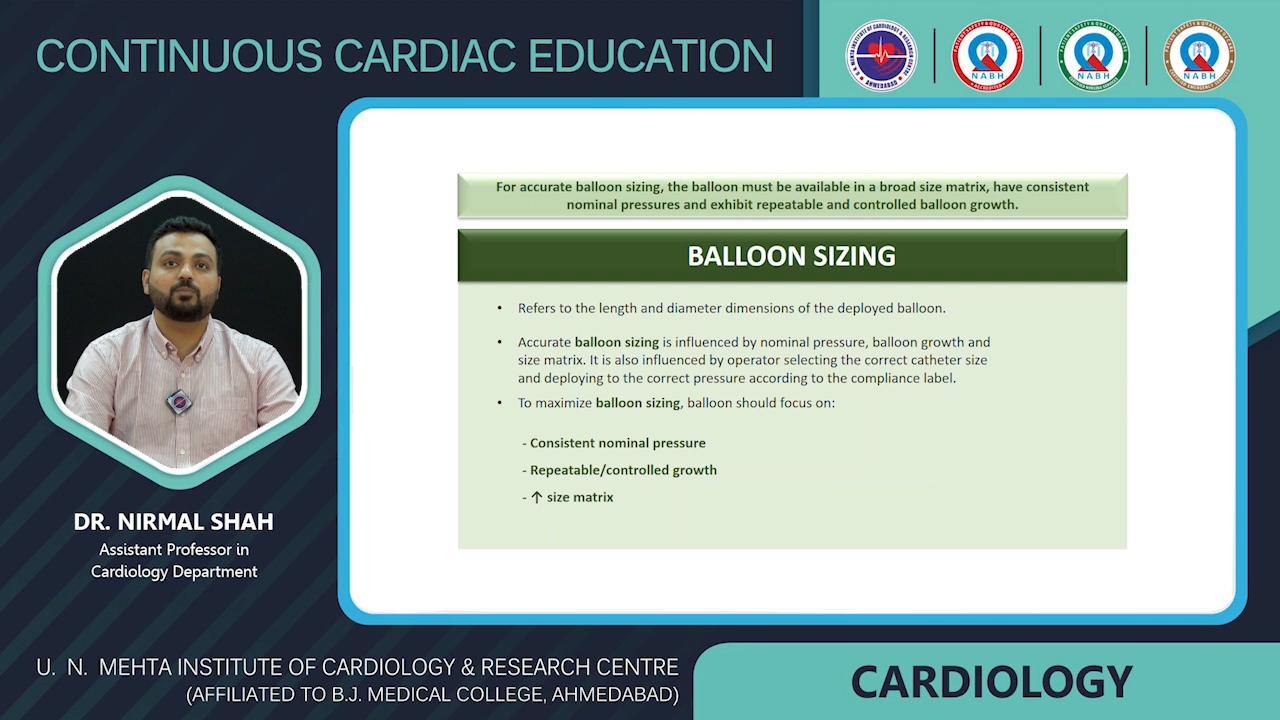 CONTINUOUS CARDIAC EDUCATION
NABH
NABH
NABH
For accurate balloon sizing, the balloon must be available in a broad size matrix, have consistent
nominal pressures and exhibit repeatable and controlled balloon growth.
BALLOON SIZING
• Refers to the length and diameter dimensions of the deployed balloon.
• Accurate balloon sizing is influenced by nominal pressure, balloon growth and
size matrix. It is also influenced by operator selecting the correct catheter size
and deploying to the correct pressure according to the compliance label.
• To maximize balloon sizing, balloon should focus on:
- Consistent nominal pressure
- Repeatable/controlled growth
- ↑ size matrix
DR. NIRMAL SHAH
Assistant Professor in
Cardiology Department
U. N. MEHTA INSTITUTE OF CARDIOLOGY & RESEARCH CENTRE
(AFFILIATED TO B.J. MEDICAL COLLEGE, AHMEDABAD)
CARDIOLOGY